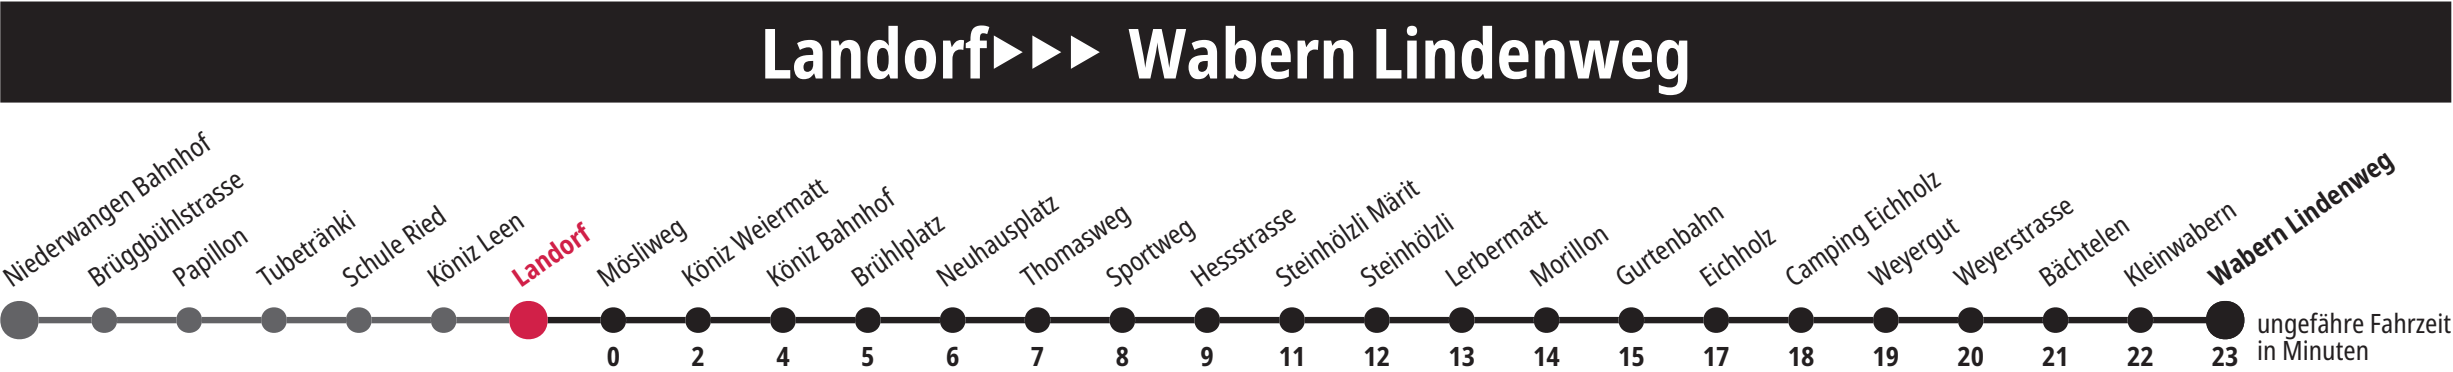 Landorf▶▶▶ Wabern Lindenweg
Niederwangen Bahnhof
Brüggbühlstrasse
Papillon
Tubetränki
Schule Ried
Köniz Leen
Landorf
Mösliweg
Köniz Weiermatt
Köniz Bahnhof
Brühlplatz
Neuhausplatz
Thomasweg
Sportweg
Hessstrasse
Steinhölzli Märit
Steinhölzli
Lerbermatt
Morillon
Gurtenbahn
Eichholz
Camping Eichholz
Weyergut
Weyerstrasse
Bächtelen
Kleinwabern
Wabern Lindenweg
0 2 4 5 6 7 8 9 11 12 13 14 15 17 18 19 20 21 22 23
ungefähre Fahrzeit
in Minuten